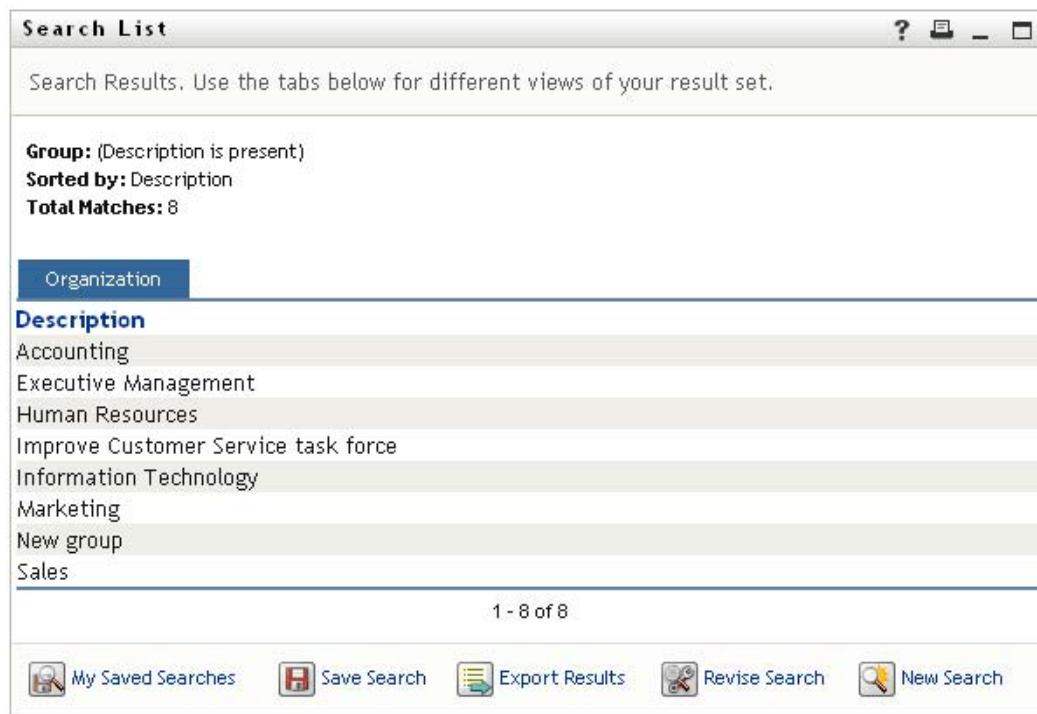 Search List ?
Search Results. Use the tabs below for different views of your result set.
Group: (Description is present)
Sorted by: Description
Total Matches: 8
Organization
Description
Accounting
Executive Management
Human Resources
Improve Customer Service task force
Information Technology
Marketing
New group
Sales
1 - 8 of 8
My Saved Searches Save Search Export Results Revise Search New Search